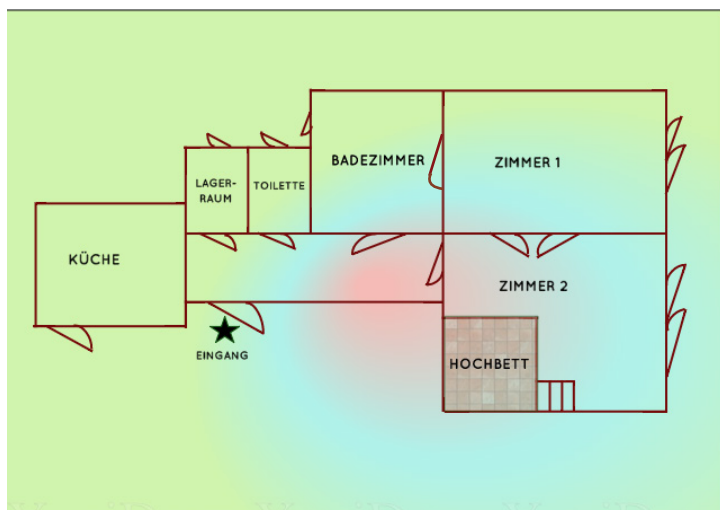 BADEZIMMER
ZIMMER 1
LAGER-
RAUM
TOILETTE
KÜCHE
ZIMMER 2
EINGANG
HOCHBETT